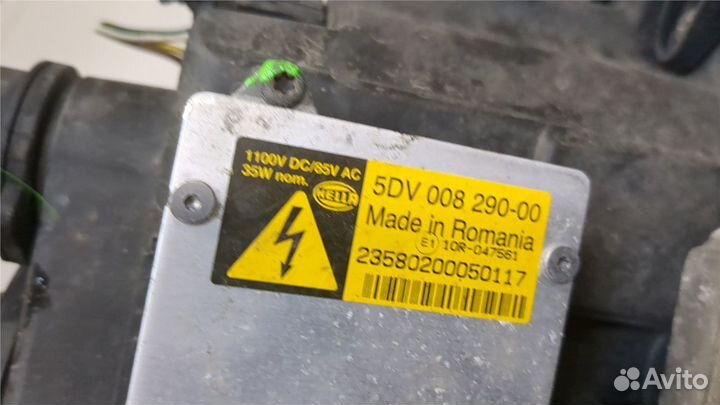 1100V DC/85V AC
35W nom.
HELLA
5DV 008 290-00
Made in Romania
E1 10R-047561
23580200050117
Avito